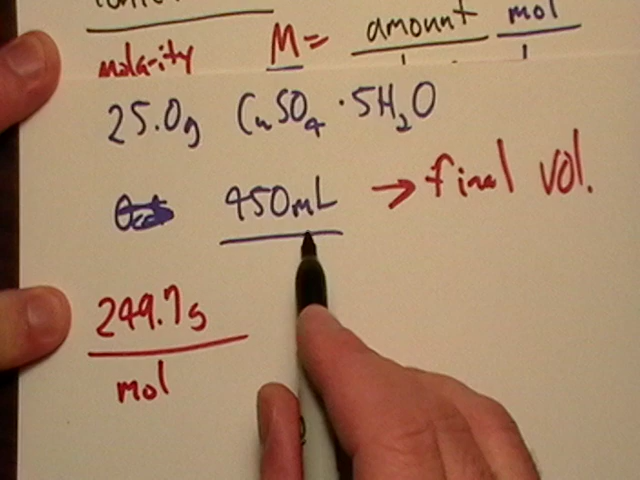 molarity M = amount mol
25.0g CuSO4 · 5H2O
450mL → final vol.
249.7g
mol